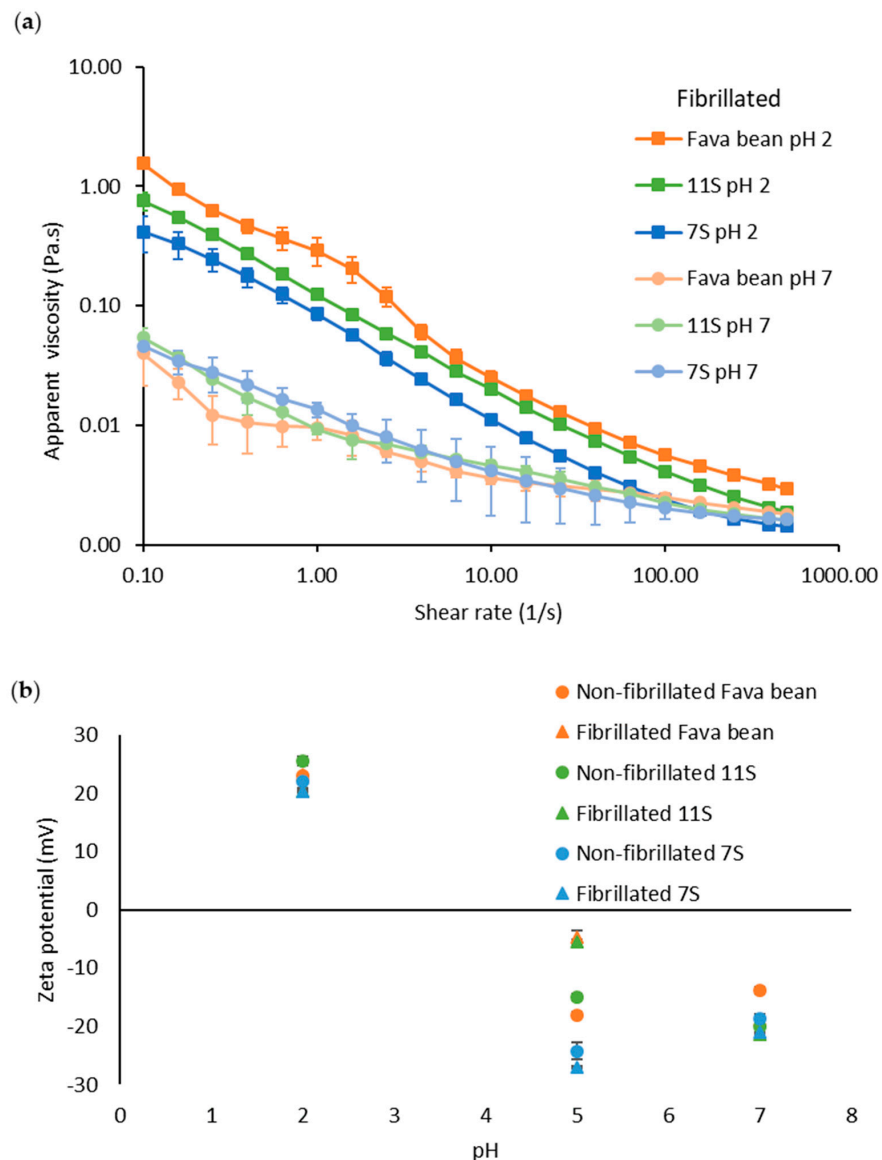 (a)
10.00
1.00
0.10
0.01
0.00
Apparent viscosity (Pa.s)
0.10 1.00 10.00 100.00 1000.00
Shear rate (1/s)
Fibrillated
Fava bean pH 2
11S pH 2
7S pH 2
Fava bean pH 7
11S pH 7
7S pH 7
(b)
Non-fibrillated Fava bean
Fibrillated Fava bean
Non-fibrillated 11S
Fibrillated 11S
Non-fibrillated 7S
Fibrillated 7S
30
20
10
0
-10
-20
-30
Zeta potential (mV)
0 1 2 3 4 5 6 7 8
pH